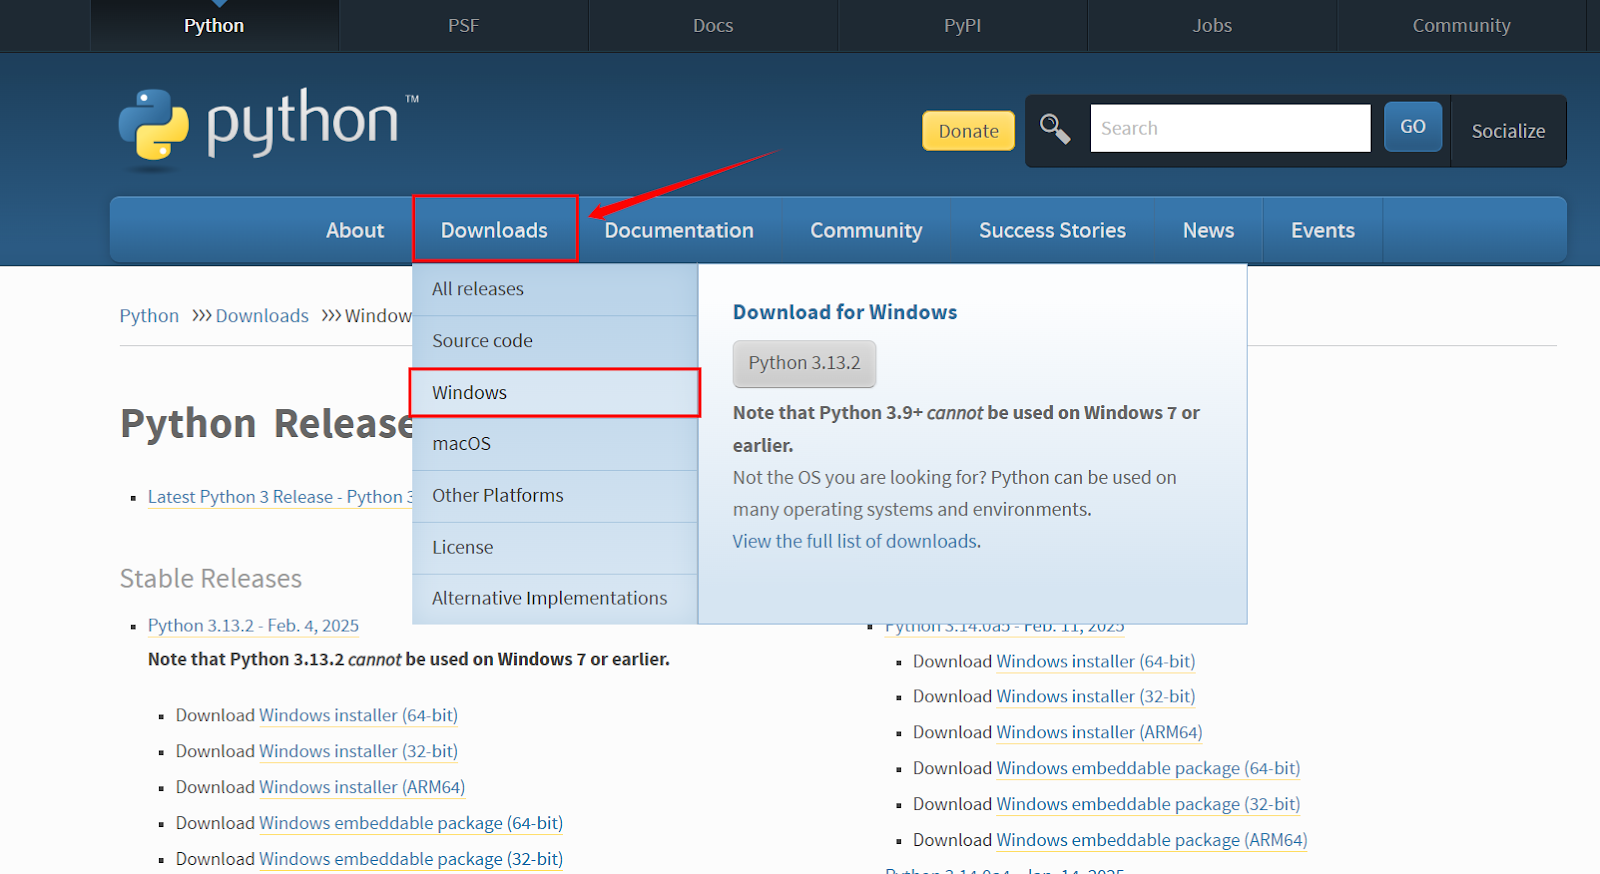 Python
PSF
Docs
PyPI
Jobs
Community
python™
Donate
Search
GO
Socialize
About
Downloads
Documentation
Community
Success Stories
News
Events
All releases
Source code
Windows
macOS
Other Platforms
License
Alternative Implementations
Download for Windows
Python 3.13.2
Note that Python 3.9+ cannot be used on Windows 7 or
earlier.
Not the OS you are looking for? Python can be used on
many operating systems and environments.
View the full list of downloads.
Python >>> Downloads >>> Window
Python Release
Latest Python 3 Release - Python 3
Stable Releases
Python 3.13.2 - Feb. 4, 2025
Note that Python 3.13.2 cannot be used on Windows 7 or earlier.
Download Windows installer (64-bit)
Download Windows installer (32-bit)
Download Windows installer (ARM64)
Download Windows embeddable package (64-bit)
Download Windows embeddable package (32-bit)
Python 3.14.0a5 - Feb. 11, 2025
Download Windows installer (64-bit)
Download Windows installer (32-bit)
Download Windows installer (ARM64)
Download Windows embeddable package (64-bit)
Download Windows embeddable package (32-bit)
Download Windows embeddable package (ARM64)
Python 3.14.0a4 - Jan. 14, 2025